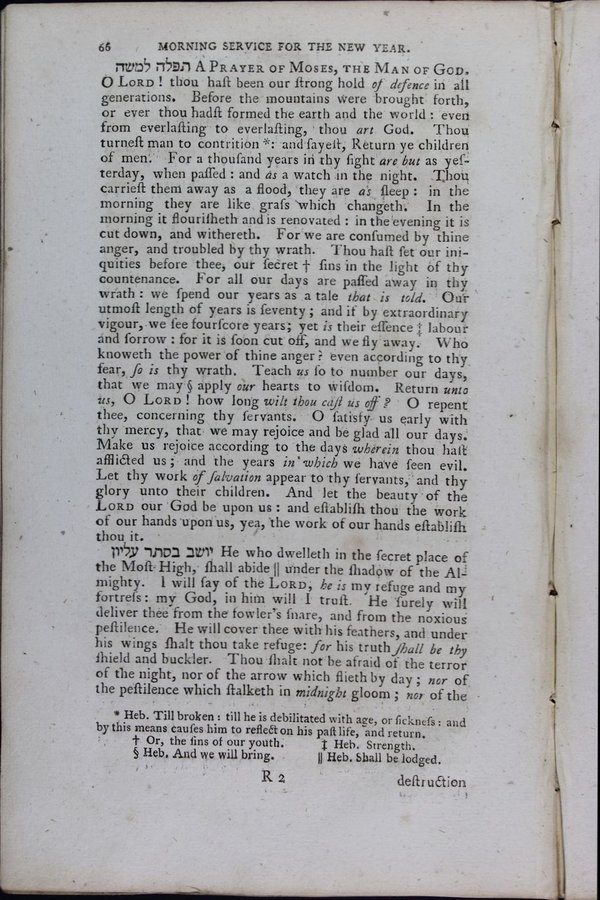 66 MORNING SERVICE FOR THE NEW YEAR.
תפלה למשה A PRAYER OF MOSES, THE MAN OF GOD.
O LORD ! thou haſt been our ſtrong hold of defence in all
generations. Before the mountains were brought forth,
or ever thou hadſt formed the earth and the world : even
from everlaſting to everlaſting, thou art God. Thou
turneſt man to contrition *: and ſayeſt, Return ye children
of men. For a thouſand years in thy ſight are but as yeſ-
terday, when paſſed : and as a watch in the night. Thou
carrieſt them away as a flood, they are as ſleep : in the
morning they are like graſs which changeth. In the
morning it flouriſheth and is renovated : in the evening it is
cut down, and withereth. For we are conſumed by thine
anger, and troubled by thy wrath. Thou haſt ſet our ini-
quities before thee, our ſecret † ſins in the light of thy
countenance. For all our days are paſſed away in thy
wrath : we ſpend our years as a tale that is told. Our
utmoſt length of years is ſeventy ; and if by extraordinary
vigour, we ſee fourſcore years; yet is their eſſence ‡ labour
and ſorrow : for it is ſoon cut off, and we fly away. Who
knoweth the power of thine anger? even according to thy
fear, ſo is thy wrath. Teach us ſo to number our days,
that we may § apply our hearts to wiſdom. Return unto
us, O LORD ! how long wilt thou caſt us off ? O repent
thee, concerning thy ſervants. O ſatisfy us early with
thy mercy, that we may rejoice and be glad all our days.
Make us rejoice according to the days wherein thou haſt
afflicted us ; and the years in which we have ſeen evil.
Let thy work of ſalvation appear to thy ſervants, and thy
glory unto their children. And let the beauty of the
LORD our God be upon us : and eſtabliſh thou the work
of our hands upon us, yea, the work of our hands eſtabliſh
thou it.
יושב בסתר עליון He who dwelleth in the ſecret place of
the Moſt High, ſhall abide || under the ſhadow of the Al-
mighty. I will ſay of the LORD, he is my refuge and my
fortreſs : my God, in him will I truſt. He ſurely will
deliver thee from the fowler's ſnare, and from the noxious
peſtilence. He will cover thee with his feathers, and under
his wings ſhalt thou take refuge: for his truth ſhall be thy
ſhield and buckler. Thou ſhalt not be afraid of the terror
of the night, nor of the arrow which flieth by day ; nor of
the peſtilence which ſtalketh in midnight gloom ; nor of the
* Heb. Till broken : till he is debilitated with age, or ſickneſs : and
by this means cauſes him to reflect on his paſt life, and return.
† Or, the ſins of our youth. ‡ Heb. Strength.
§ Heb. And we will bring. || Heb. Shall be lodged.
R 2 deſtruction